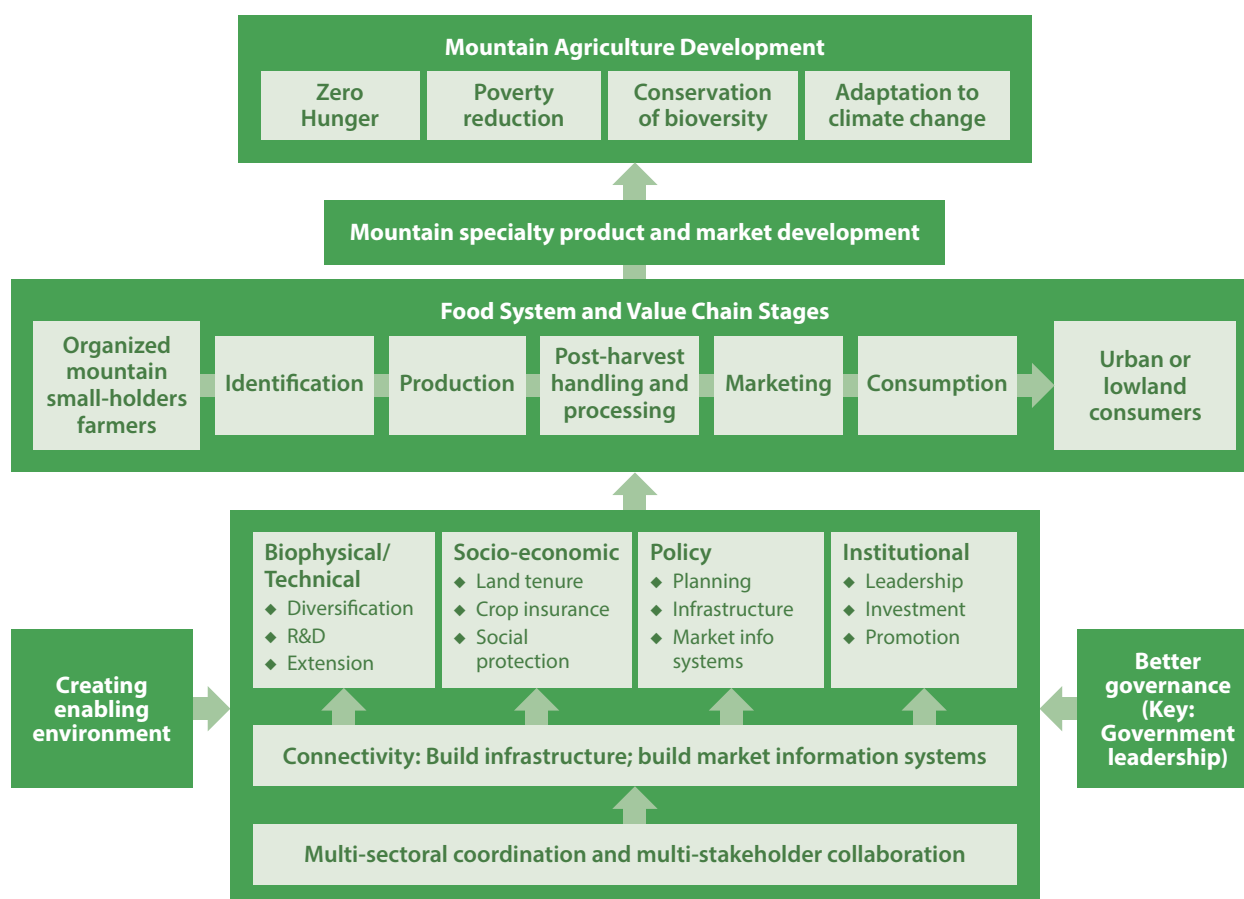 Mountain Agriculture Development
Zero
Hunger
Poverty
reduction
Conservation
of bioversity
Adaptation to
climate change
Mountain specialty product and market development
Food System and Value Chain Stages
Organized
mountain
small-holders
farmers
Identification
Production
Post-harvest
handling and
processing
Marketing
Consumption
Urban or
lowland
consumers
Biophysical/
Technical
◆ Diversification
◆ R&D
◆ Extension
Socio-economic
◆ Land tenure
◆ Crop insurance
◆ Social
protection
Policy
◆ Planning
◆ Infrastructure
◆ Market info
systems
Institutional
◆ Leadership
◆ Investment
◆ Promotion
Creating
enabling
environment
Better
governance
(Key:
Government
leadership)
Connectivity: Build infrastructure; build market information systems
Multi-sectoral coordination and multi-stakeholder collaboration